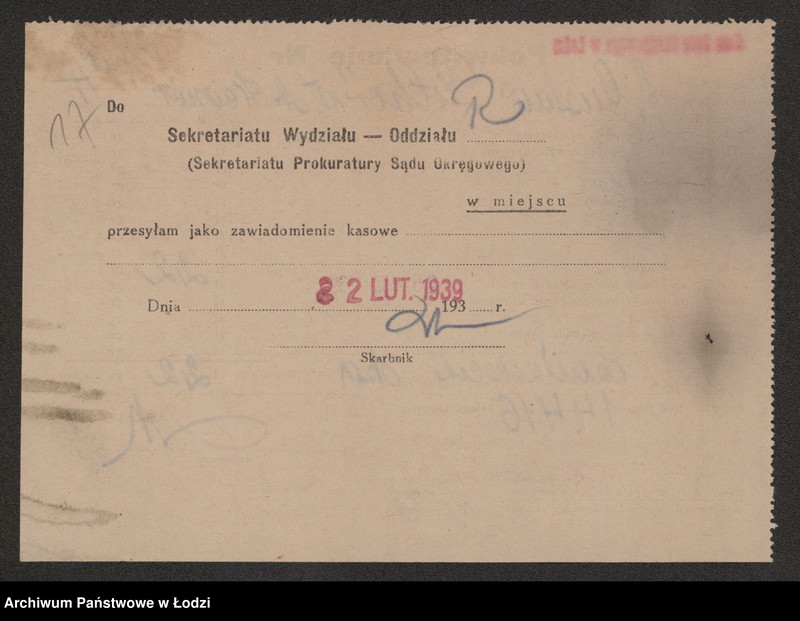 17
Do
R
Sekretariatu Wydziału — Oddziału
(Sekretariatu Prokuratury Sądu Okręgowego)
w miejscu
przesyłam jako zawiadomienie kasowe
Dnia 22 LUT. 1939 193 r.
Skarbnik
Archiwum Państwowe w Łodzi